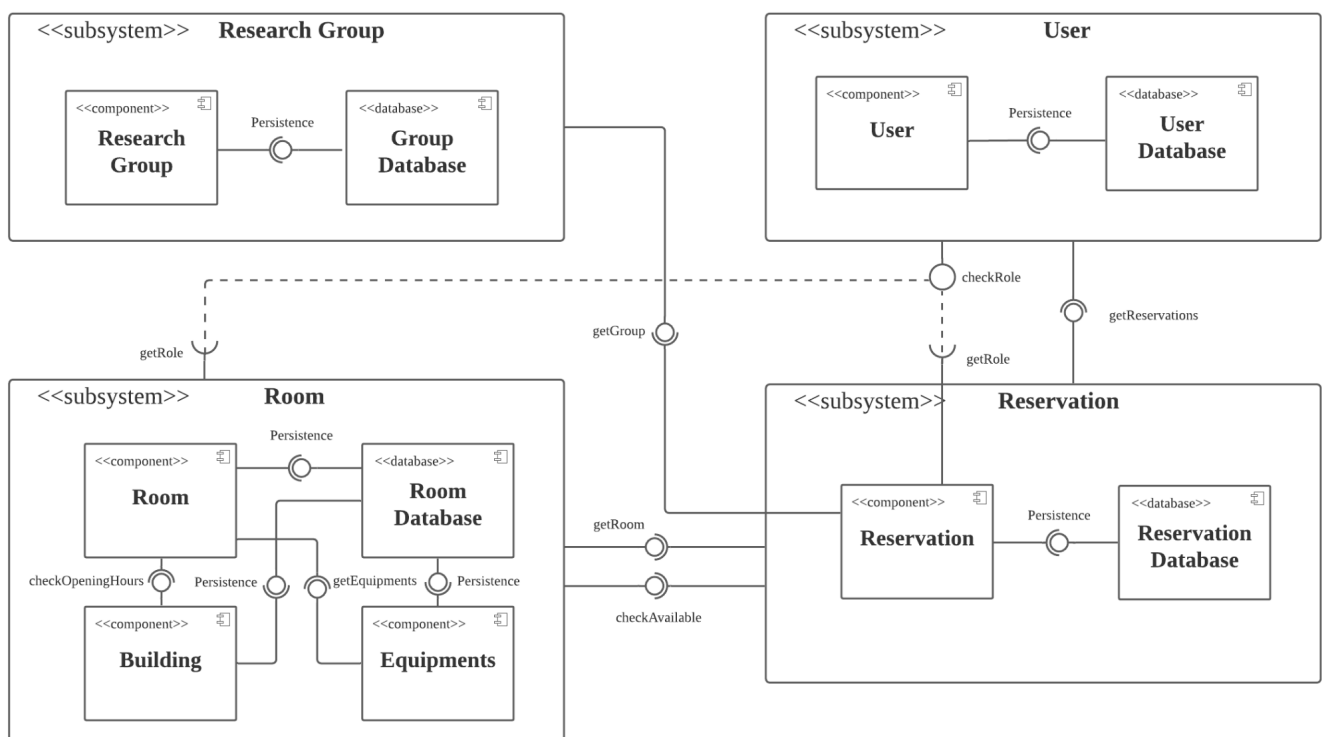 <<subsystem>> Research Group
<<component>>
Research
Group
Persistence
<<database>>
Group
Database
<<subsystem>> User
<<component>>
User
Persistence
<<database>>
User
Database
checkRole
getReservations
getGroup
getRole
getRole
<<subsystem>> Room
<<component>>
Room
Persistence
<<database>>
Room
Database
checkOpeningHours
Persistence
getEquipments
Persistence
<<component>>
Building
<<component>>
Equipments
getRoom
checkAvailable
<<subsystem>> Reservation
<<component>>
Reservation
Persistence
<<database>>
Reservation
Database